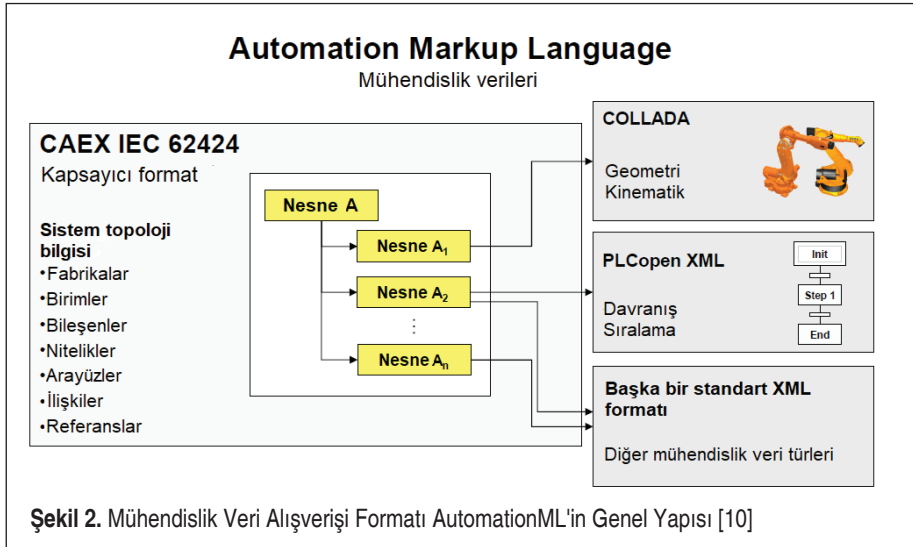 Automation Markup Language
Mühendislik verileri
CAEX IEC 62424
Kapsayıcı format
Sistem topoloji
bilgisi
•Fabrikalar
•Birimler
•Bileşenler
•Nitelikler
•Arayüzler
•İlişkiler
•Referanslar
Nesne A
Nesne A₁
Nesne A₂
⋮
Nesne Aₙ
COLLADA
Geometri
Kinematik
PLCopen XML
Davranış
Sıralama
Init
Step 1
End
Başka bir standart XML
formatı
Diğer mühendislik veri türleri
Şekil 2. Mühendislik Veri Alışverişi Formatı AutomationML'in Genel Yapısı [10]